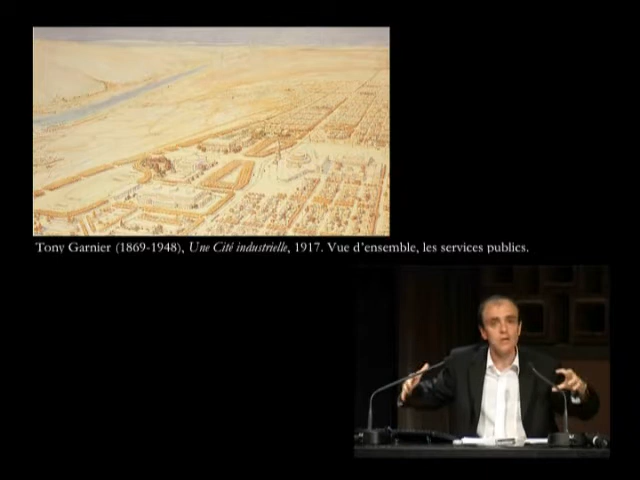 Tony Garnier (1869-1948), Une Cité industrielle, 1917. Vue d'ensemble, les services publics.